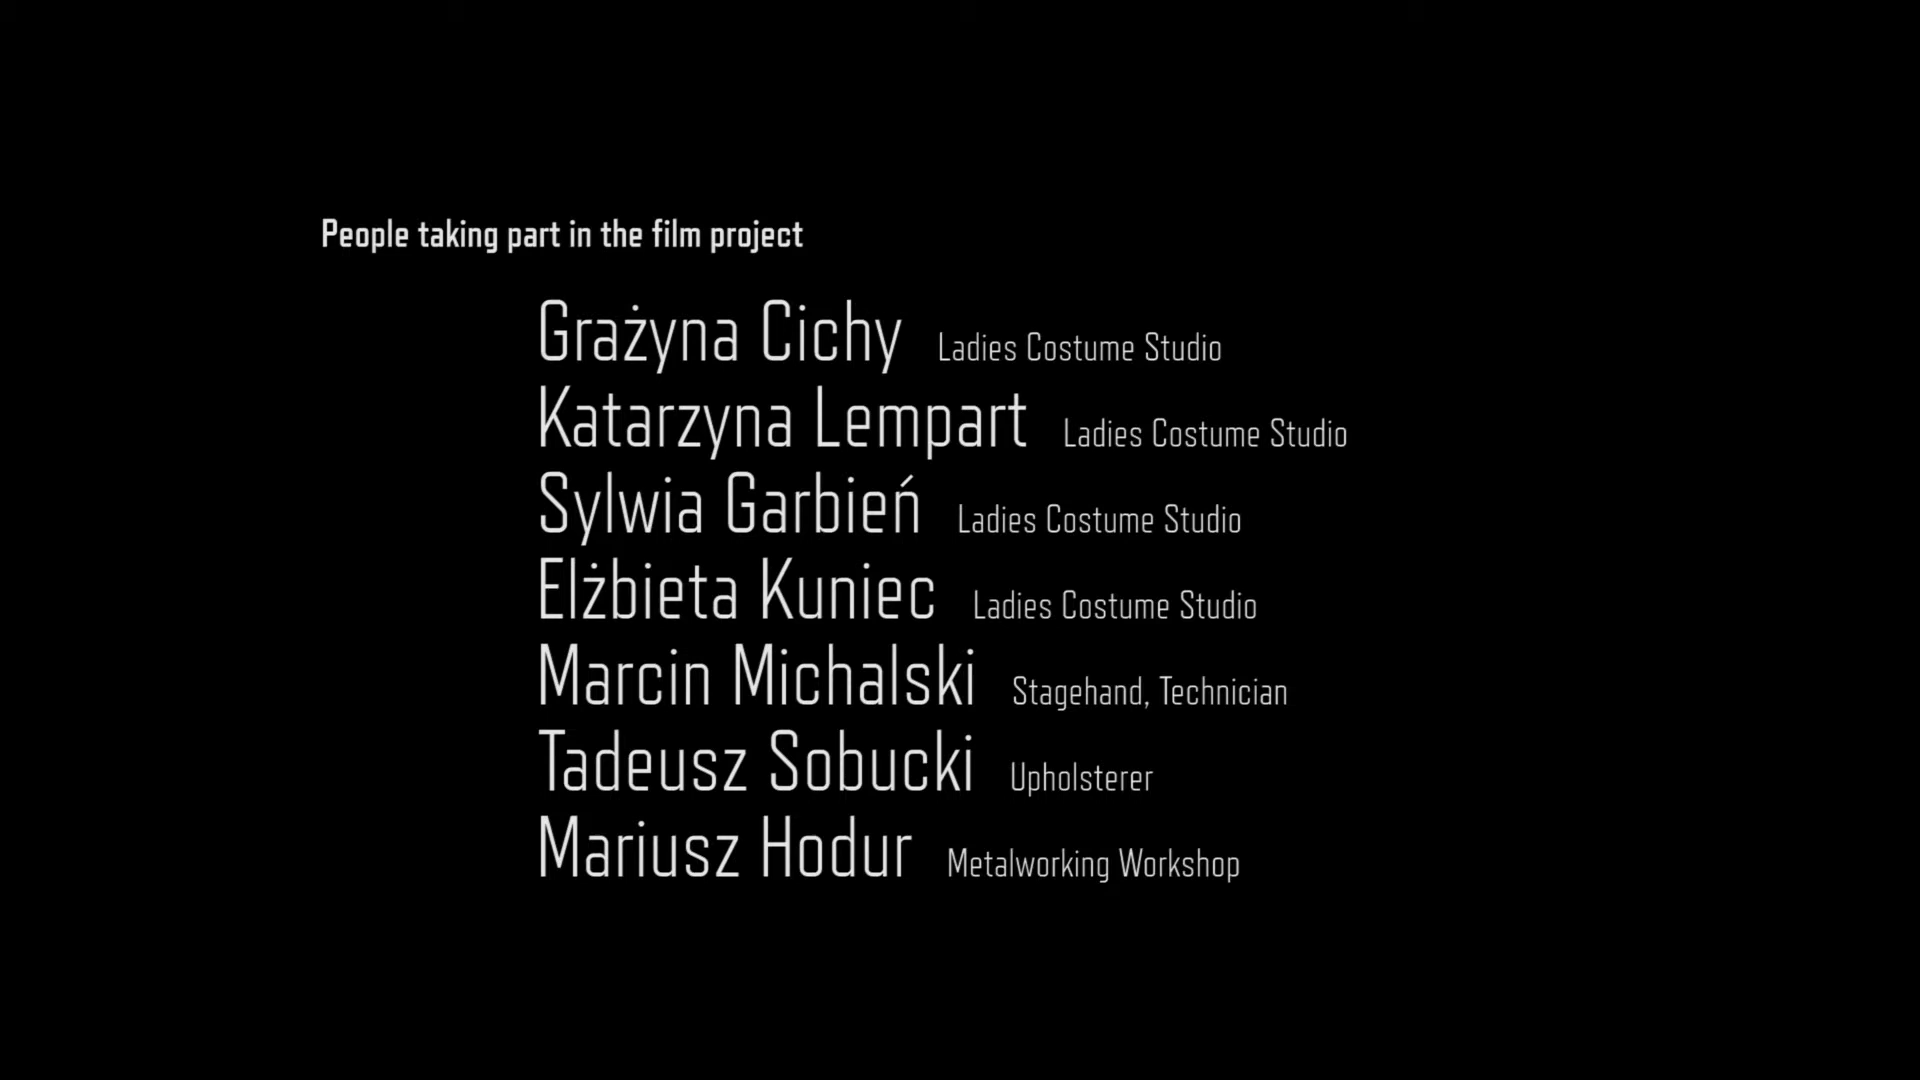 People taking part in the film project
Grażyna Cichy Ladies Costume Studio
Katarzyna Lempart Ladies Costume Studio
Sylwia Garbień Ladies Costume Studio
Elżbieta Kuniec Ladies Costume Studio
Marcin Michalski Stagehand, Technician
Tadeusz Sobucki Upholsterer
Mariusz Hodur Metalworking Workshop